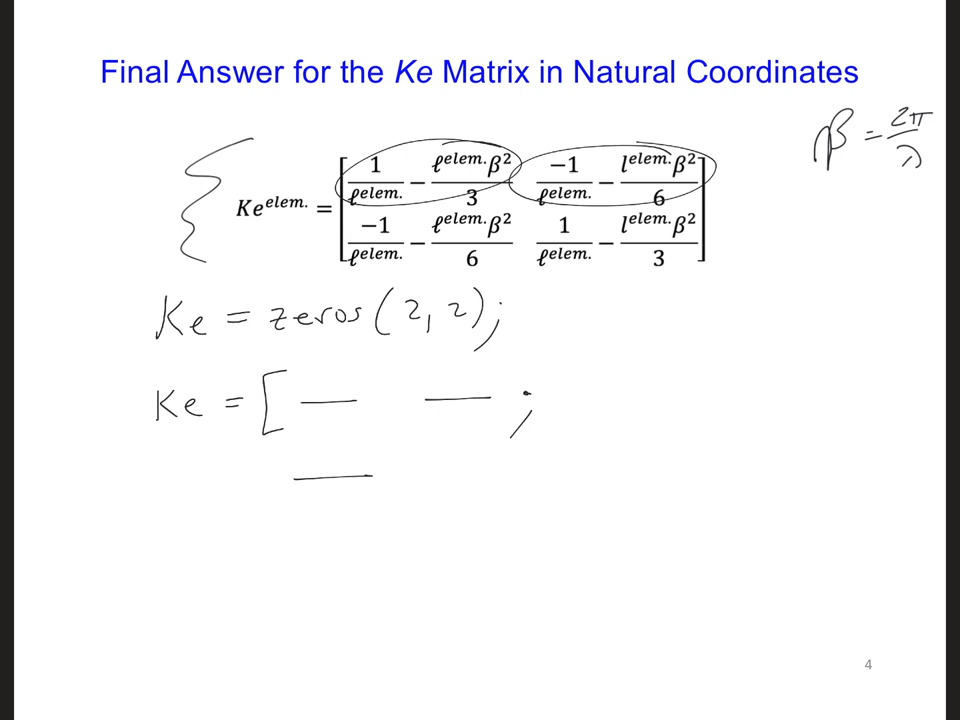 Final Answer for the Ke Matrix in Natural Coordinates
β = 2π/λ
Ke^elem. = [ 1/ℓ^elem. − ℓ^elem.β²/3   −1/ℓ^elem. − l^elem.β²/6
−1/ℓ^elem. − ℓ^elem.β²/6   1/ℓ^elem. − l^elem.β²/3 ]
Ke = zeros(2, 2);
Ke = [ — — ;
—
4